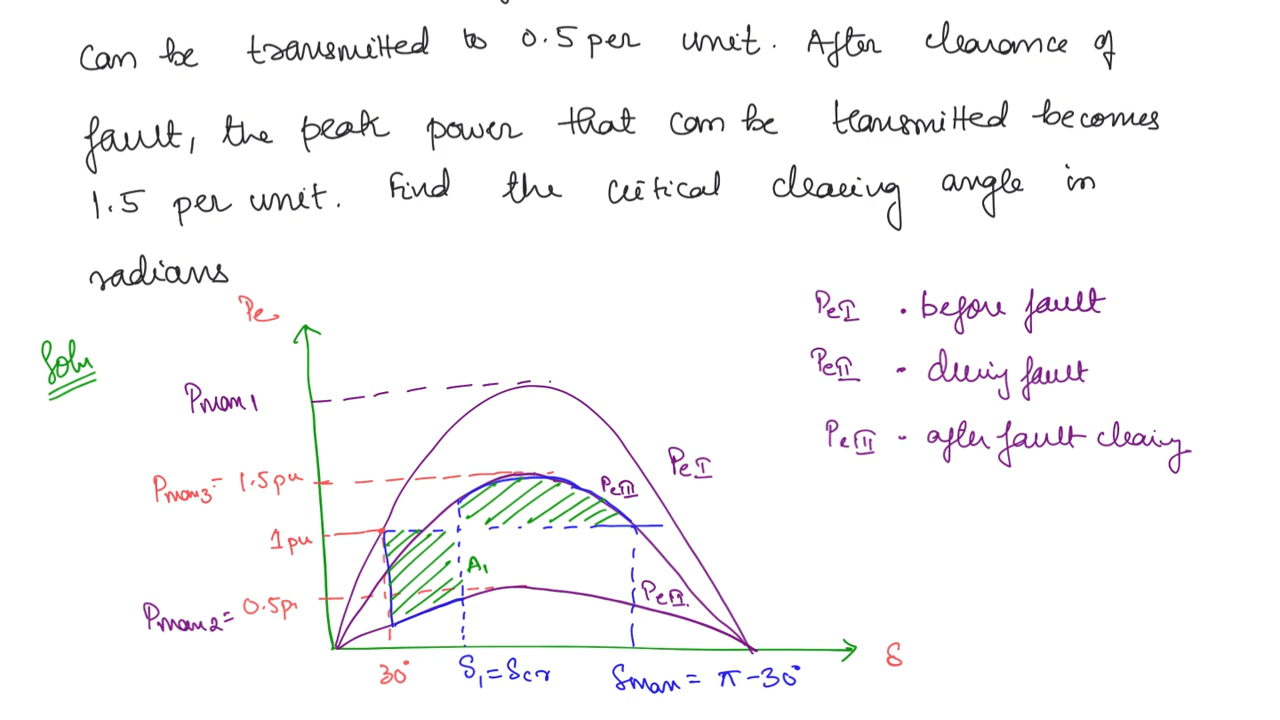 can be transmitted to 0.5 per unit. After clearance of
fault, the peak power that can be transmitted becomes
1.5 per unit. Find the critical clearing angle in
radians
Soln
Pe
PeI - before fault
PeII - during fault
PeIII - after fault clearing
Pmax1
Pmax3 = 1.5pu
1pu
Pmax2 = 0.5pu
PeI
PeIII
A1
PeII
30°
δ1 = δcr
δmax = π-30°
δ